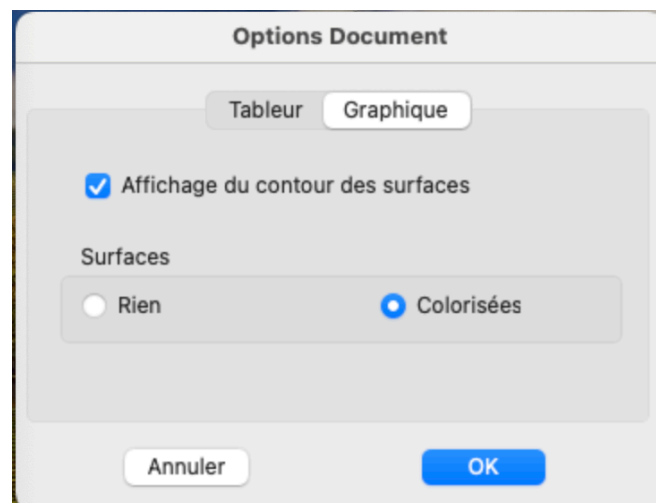 Options Document
Tableur Graphique
Affichage du contour des surfaces
Surfaces
Rien Colorisées
Annuler OK